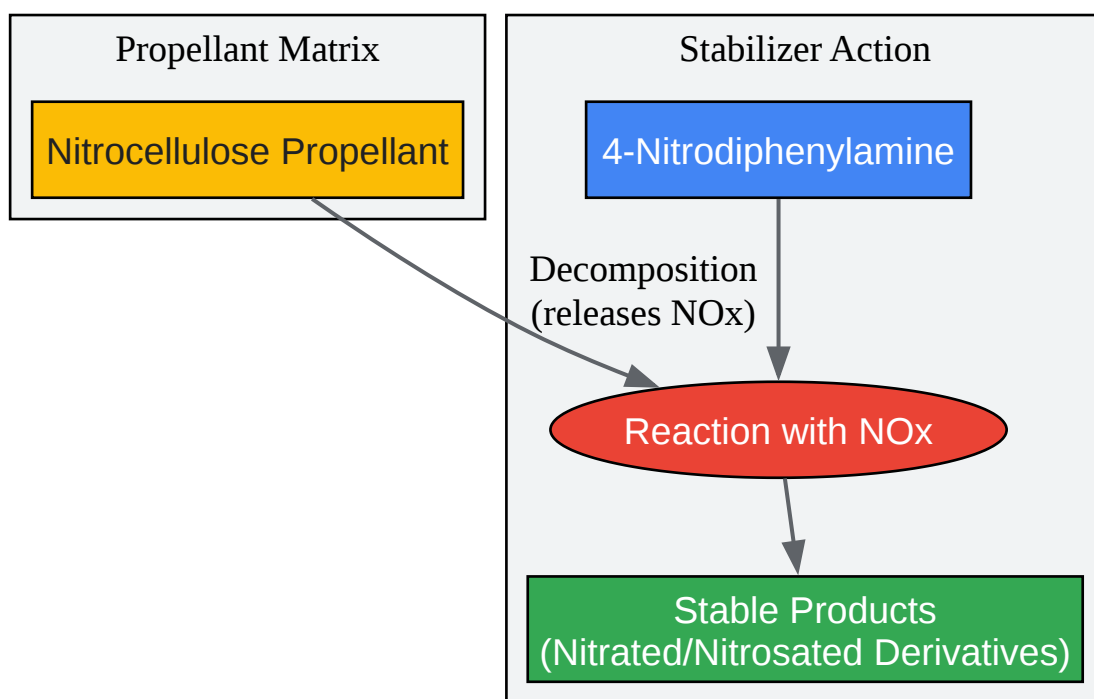 Propellant Matrix
Nitrocellulose Propellant
Stabilizer Action
4-Nitrodiphenylamine
Decomposition
(releases NOx)
Reaction with NOx
Stable Products
(Nitrated/Nitrosated Derivatives)